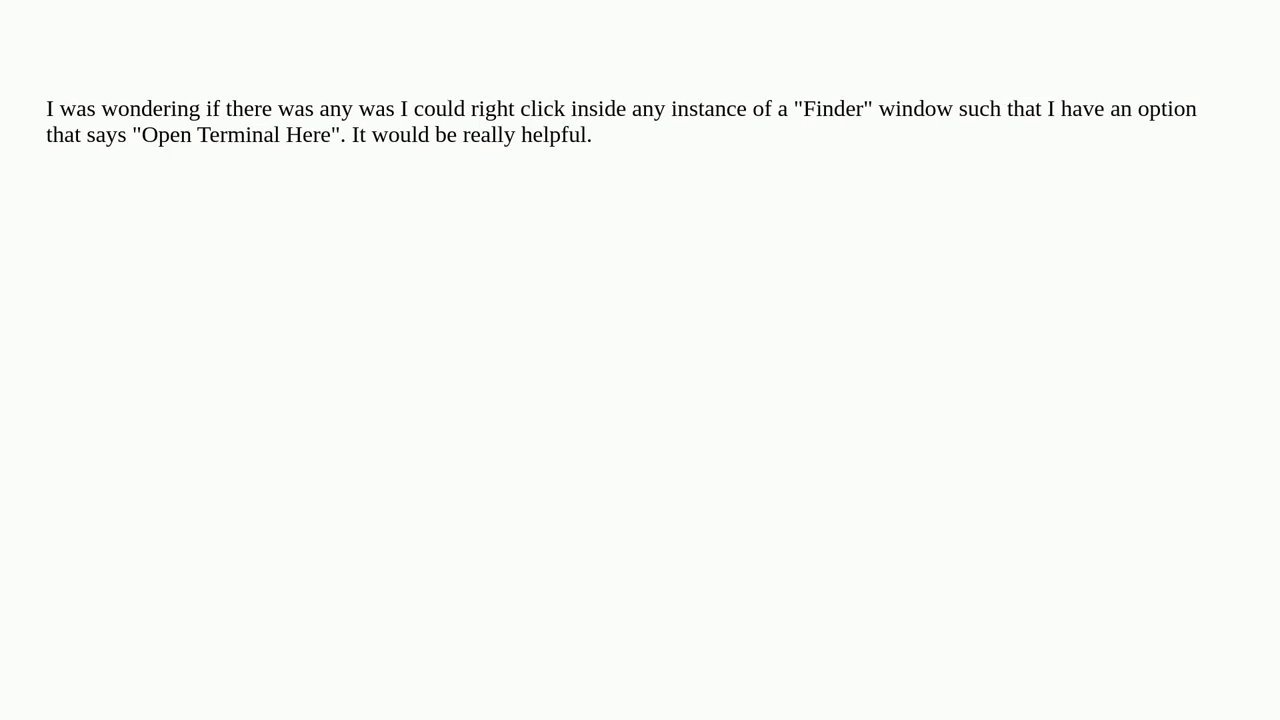 I was wondering if there was any was I could right click inside any instance of a "Finder" window such that I have an option
that says "Open Terminal Here". It would be really helpful.